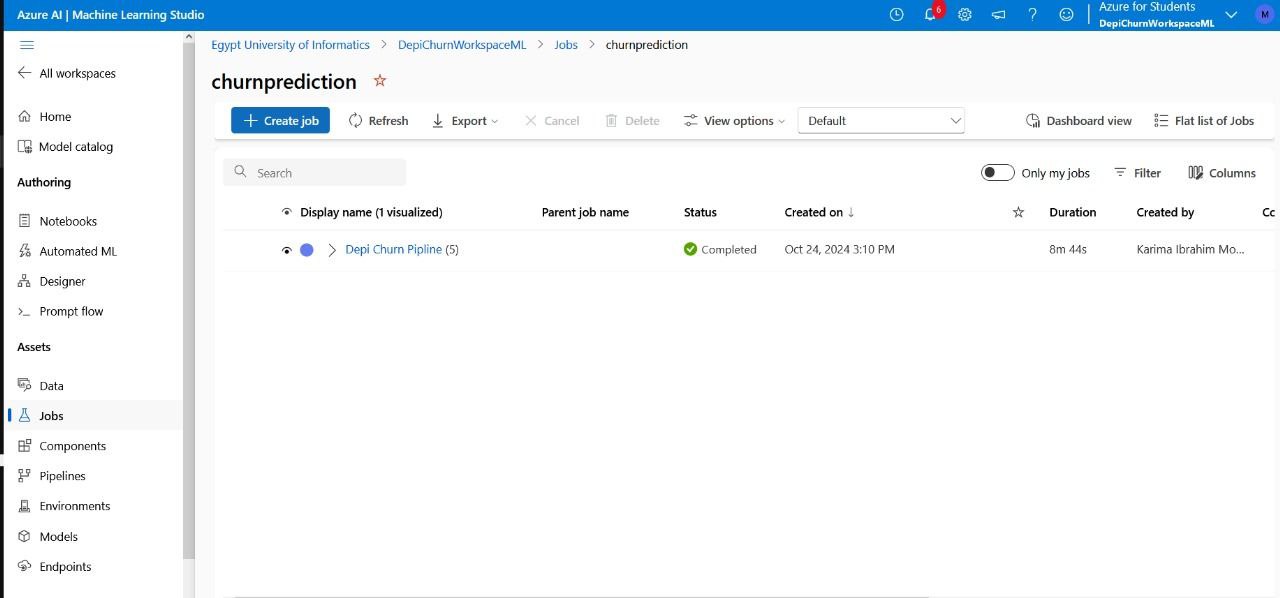 Azure AI | Machine Learning Studio
6
Azure for Students
DepiChurnWorkspaceML
M
All workspaces
Home
Model catalog
Authoring
Notebooks
Automated ML
Designer
Prompt flow
Assets
Data
Jobs
Components
Pipelines
Environments
Models
Endpoints
Egypt University of Informatics > DepiChurnWorkspaceML > Jobs > churnprediction
churnprediction
Create job Refresh Export Cancel Delete View options Default Dashboard view Flat list of Jobs
Search Only my jobs Filter Columns
Display name (1 visualized) Parent job name Status Created on ↓ Duration Created by Cc
Depi Churn Pipline (5) Completed Oct 24, 2024 3:10 PM 8m 44s Karima Ibrahim Mo...